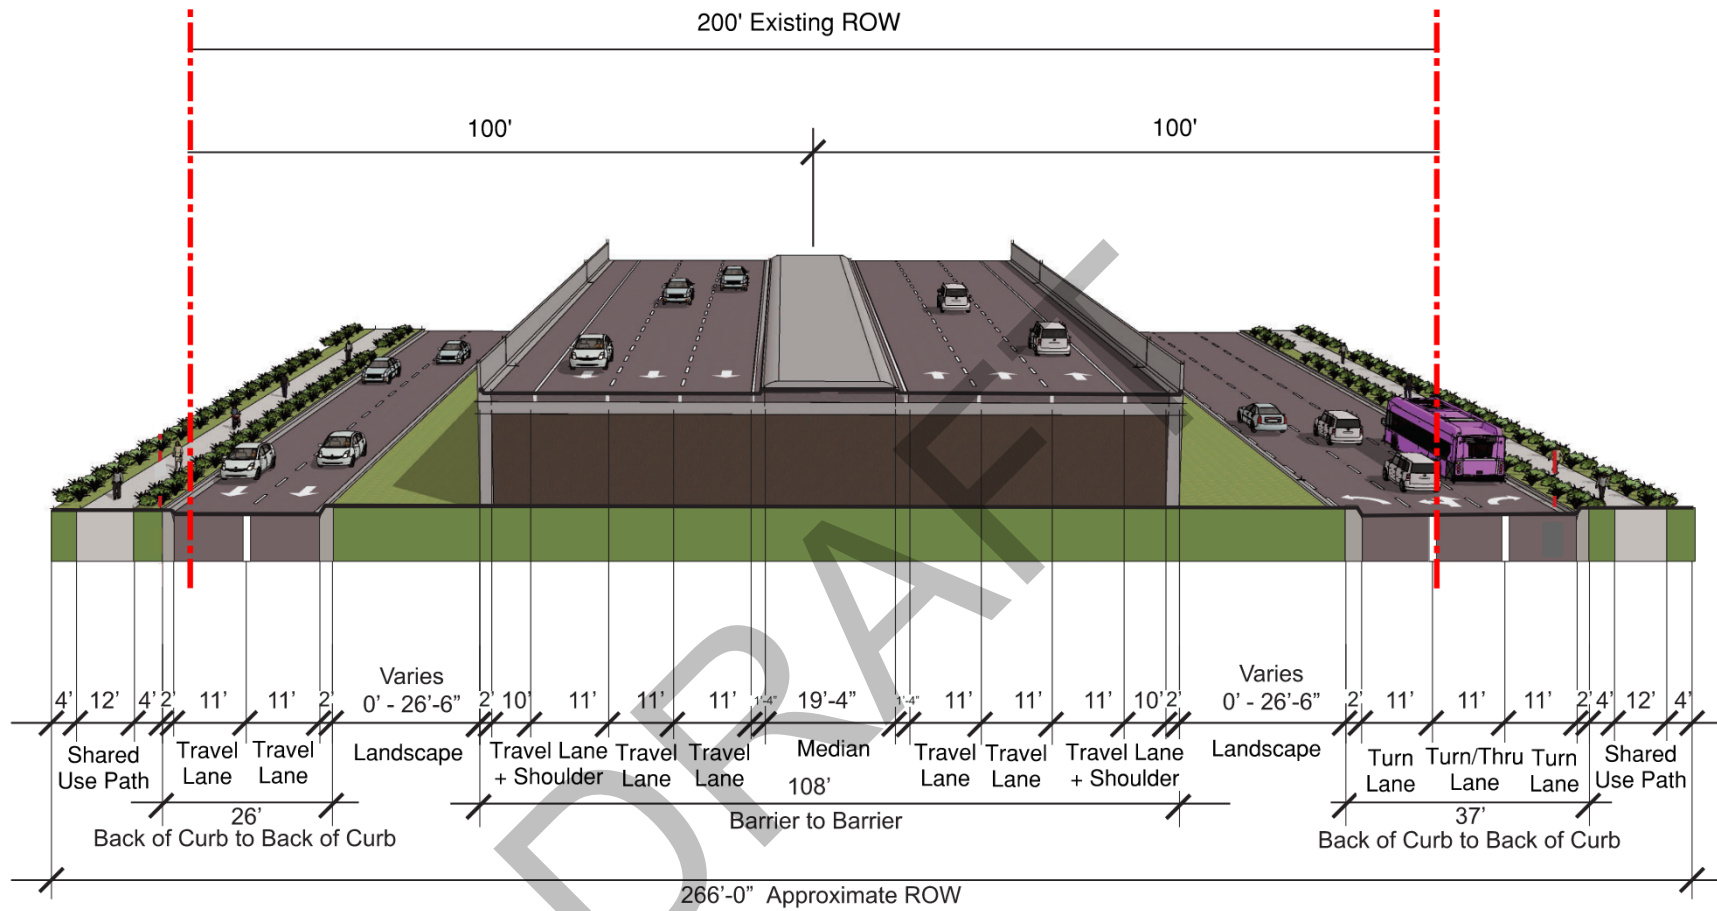 200' Existing ROW
100'
100'
Varies
Varies
4' 12' 4' 2' 11' 11' 2' 0' - 26'-6" 2' 10' 11' 11' 11' 1'-4" 19'-4" 1'-4" 11' 11' 11' 10' 2' 0' - 26'-6" 2' 11' 11' 11' 2' 4' 12' 4'
Shared
Use Path
Travel
Lane
Travel
Lane
Landscape
Travel Lane
+ Shoulder
Travel
Lane
Travel
Lane
Median
Travel
Lane
Travel
Lane
Travel Lane
+ Shoulder
Landscape
Turn
Lane
Turn/Thru
Lane
Turn
Lane
Shared
Use Path
26'
Back of Curb to Back of Curb
108'
Barrier to Barrier
37'
Back of Curb to Back of Curb
266'-0" Approximate ROW
DRAFT